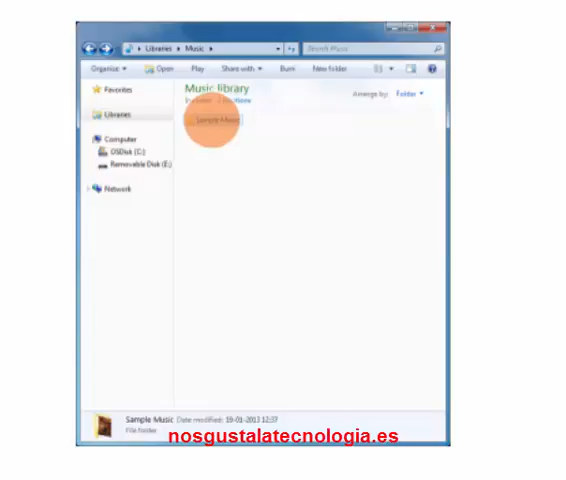 Libraries Music Search Music
Organize Open Play Share with Burn New folder
Favorites
Music library
Arrange by: Folder
Sample Music
Libraries
Computer
OSDisk (C:)
Removable Disk (E:)
Network
Sample Music Date modified: 19-01-2013 12:37
File folder
nosgustalatecnologia.es